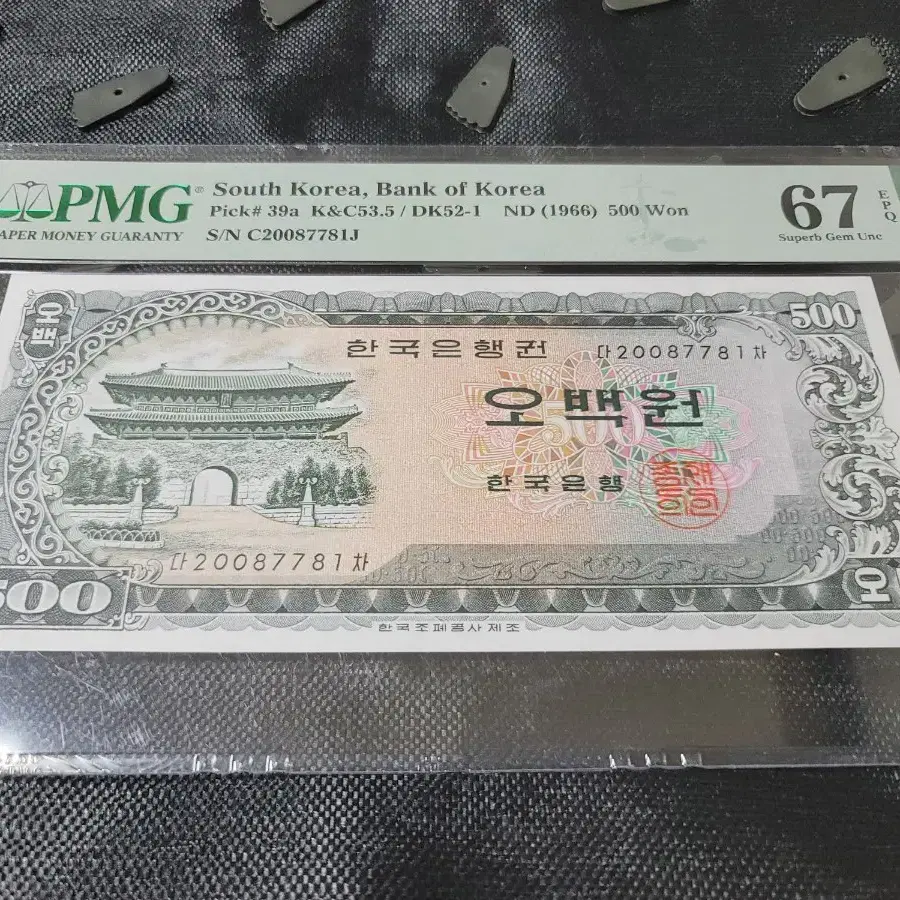 PMG®
APER MONEY GUARANTY
South Korea, Bank of Korea
Pick# 39a K&C53.5 / DK52-1 ND (1966) 500 Won
S/N C20087781J
67 EPQ
Superb Gem Unc
500
한국은행권
다20087781차
오백원
한국은행
다20087781차
500
한국조폐공사제조